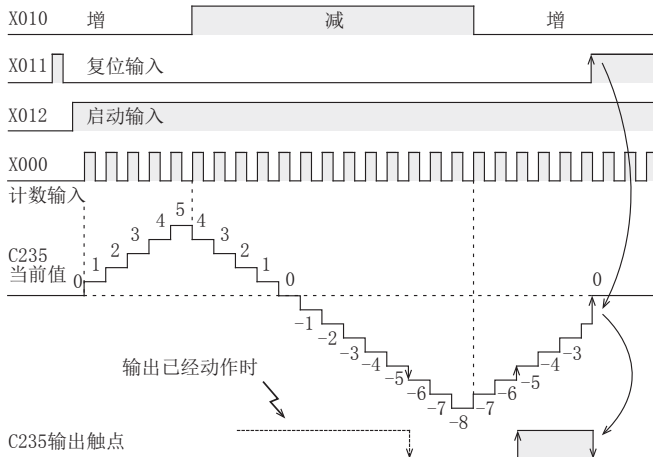 X010 增 减 增
X011 复位输入
X012 启动输入
X000
计数输入
5
4 4
3 3
2 2
C235 1 1
当前值 0 0 0
-1
-2
-3 -3
-4 -4
输出已经动作时 -5 -5
-6 -6
-7 -7
-8
C235输出触点